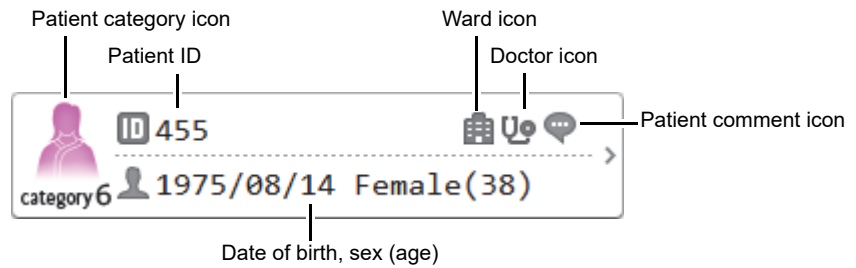 Patient category icon
Ward icon
Patient ID
Doctor icon
ID 455
Patient comment icon
category 6
1975/08/14 Female(38)
Date of birth, sex (age)